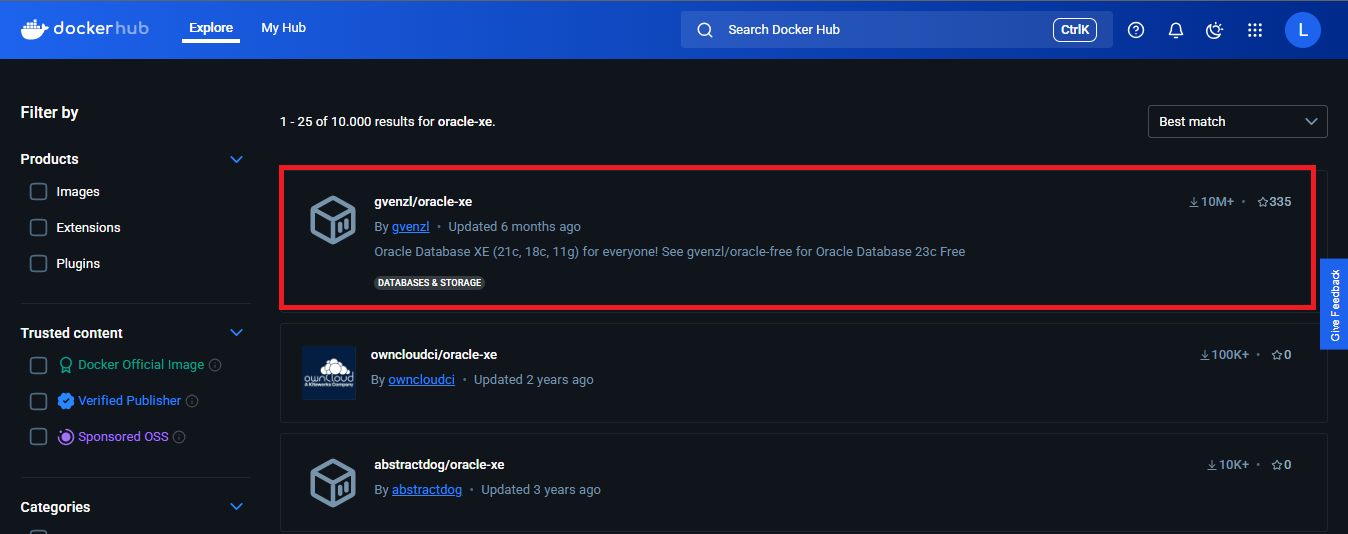 dockerhub
Explore
My Hub
Search Docker Hub
CtrlK
L
Filter by
Products
Images
Extensions
Plugins
Trusted content
Docker Official Image
Verified Publisher
Sponsored OSS
Categories
1 - 25 of 10.000 results for oracle-xe.
Best match
gvenzl/oracle-xe
10M+ • 335
By gvenzl • Updated 6 months ago
Oracle Database XE (21c, 18c, 11g) for everyone! See gvenzl/oracle-free for Oracle Database 23c Free
DATABASES & STORAGE
ownCloud
A Kiteworks Company
owncloudci/oracle-xe
100K+ • 0
By owncloudci • Updated 2 years ago
abstractdog/oracle-xe
10K+ • 0
By abstractdog • Updated 3 years ago
Give Feedback